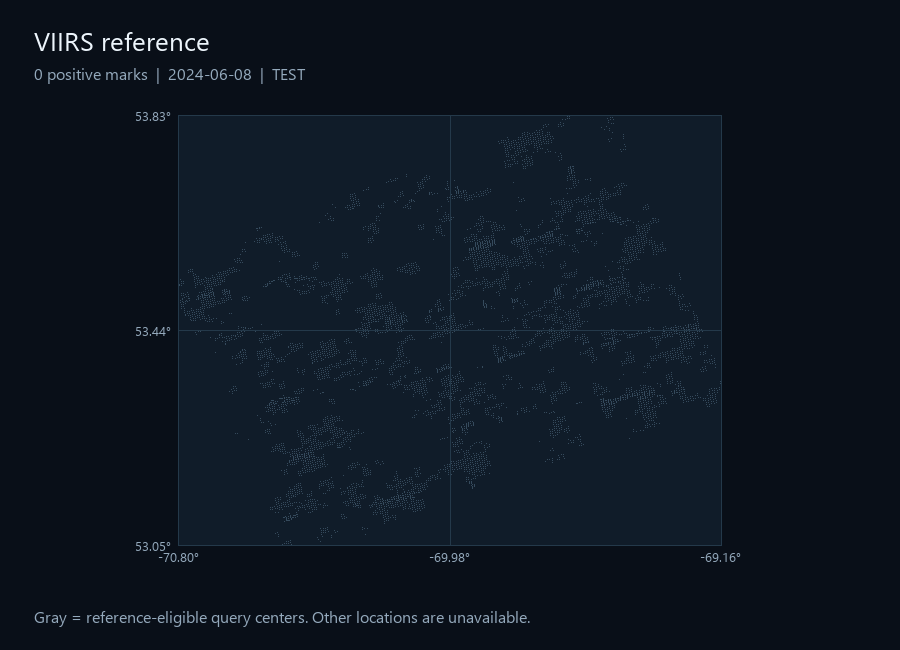 VIIRS reference
0 positive marks | 2024-06-08 | TEST
53.83°
53.44°
53.05°
-70.80°
-69.98°
-69.16°
Gray = reference-eligible query centers. Other locations are unavailable.